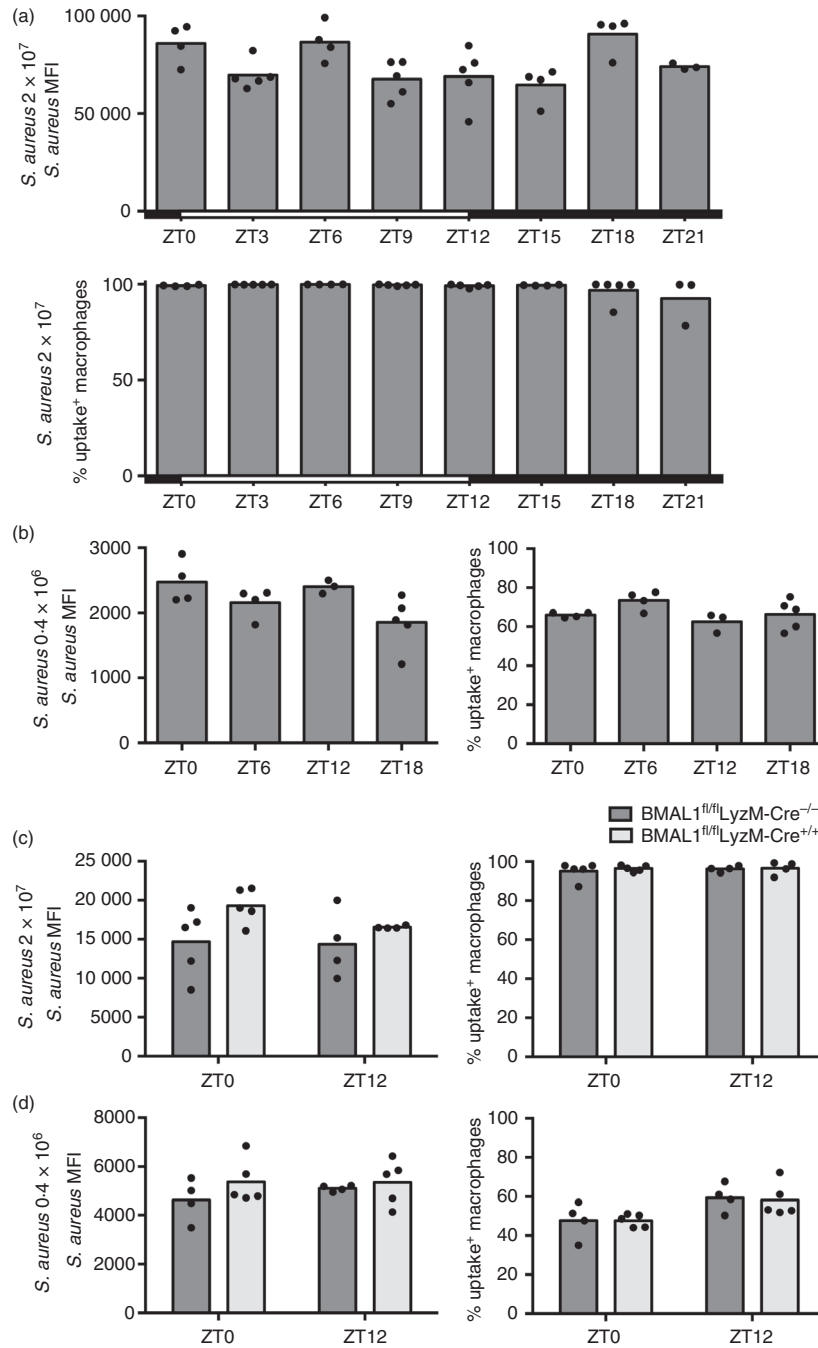 (a)
S. aureus 2 × 10⁷
S. aureus MFI
100 000
50 000
0
ZT0 ZT3 ZT6 ZT9 ZT12 ZT15 ZT18 ZT21
S. aureus 2 × 10⁷
% uptake⁺ macrophages
100
50
0
ZT0 ZT3 ZT6 ZT9 ZT12 ZT15 ZT18 ZT21
(b)
S. aureus 0·4 × 10⁶
S. aureus MFI
3000
2000
1000
0
ZT0 ZT6 ZT12 ZT18
% uptake⁺ macrophages
100
80
60
40
20
0
ZT0 ZT6 ZT12 ZT18
BMAL1fl/flLyzM-Cre–/–
BMAL1fl/flLyzM-Cre+/+
(c)
S. aureus 2 × 10⁷
S. aureus MFI
25 000
20 000
15 000
10 000
5000
0
ZT0 ZT12
% uptake⁺ macrophages
100
80
60
40
20
0
ZT0 ZT12
(d)
S. aureus 0·4 × 10⁶
S. aureus MFI
8000
6000
4000
2000
0
ZT0 ZT12
% uptake⁺ macrophages
100
80
60
40
20
0
ZT0 ZT12